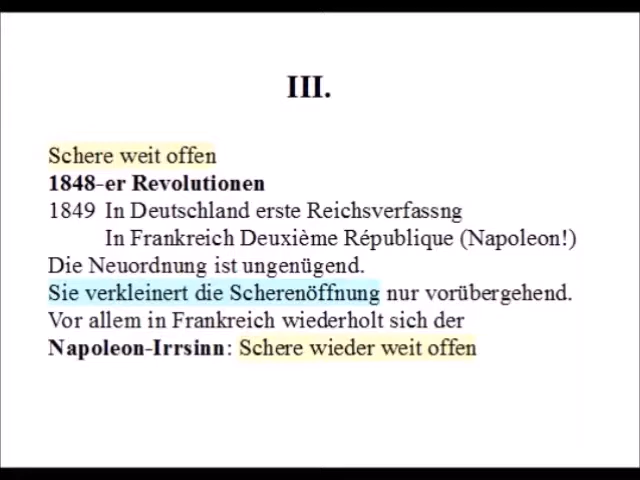 III.
Schere weit offen
1848-er Revolutionen
1849 In Deutschland erste Reichsverfassng
In Frankreich Deuxième République (Napoleon!)
Die Neuordnung ist ungenügend.
Sie verkleinert die Scherenöffnung nur vorübergehend.
Vor allem in Frankreich wiederholt sich der
Napoleon-Irrsinn: Schere wieder weit offen